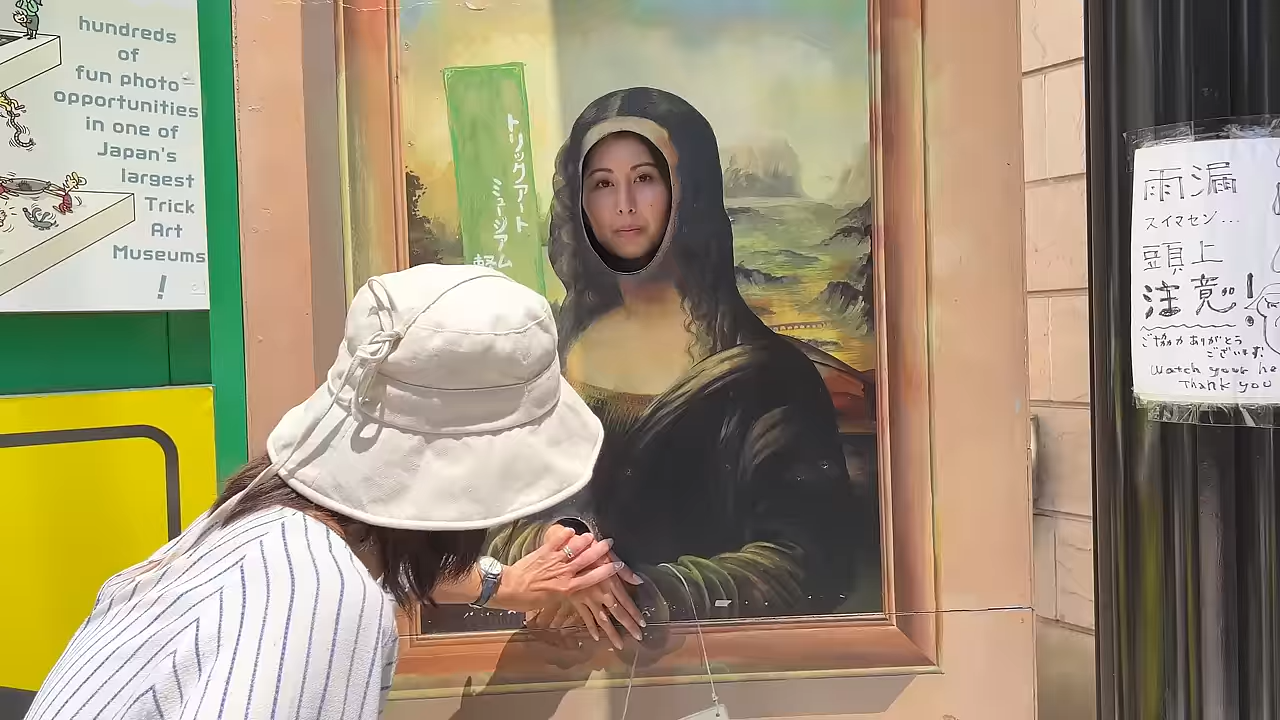 hundreds
of
fun photo
opportunities
in one of
Japan's
largest
Trick
Art
Museums
!
トリックアート
ミュージアム
雨漏
スイマセン...
頭上
注意!
ご協力ありがとう
ございます!
Watch your he
Thank you